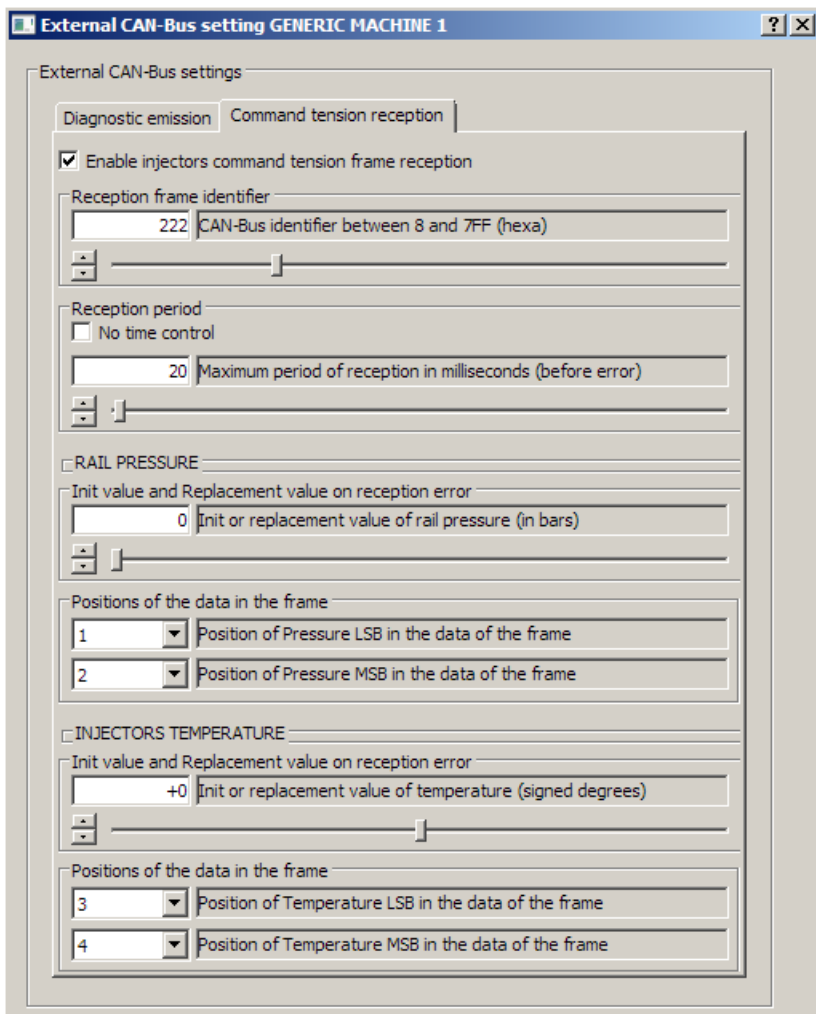 External CAN-Bus setting GENERIC MACHINE 1
External CAN-Bus settings
Diagnostic emission Command tension reception
Enable injectors command tension frame reception
Reception frame identifier
222 CAN-Bus identifier between 8 and 7FF (hexa)
Reception period
No time control
20 Maximum period of reception in milliseconds (before error)
RAIL PRESSURE
Init value and Replacement value on reception error
0 Init or replacement value of rail pressure (in bars)
Positions of the data in the frame
1 Position of Pressure LSB in the data of the frame
2 Position of Pressure MSB in the data of the frame
INJECTORS TEMPERATURE
Init value and Replacement value on reception error
+0 Init or replacement value of temperature (signed degrees)
Positions of the data in the frame
3 Position of Temperature LSB in the data of the frame
4 Position of Temperature MSB in the data of the frame